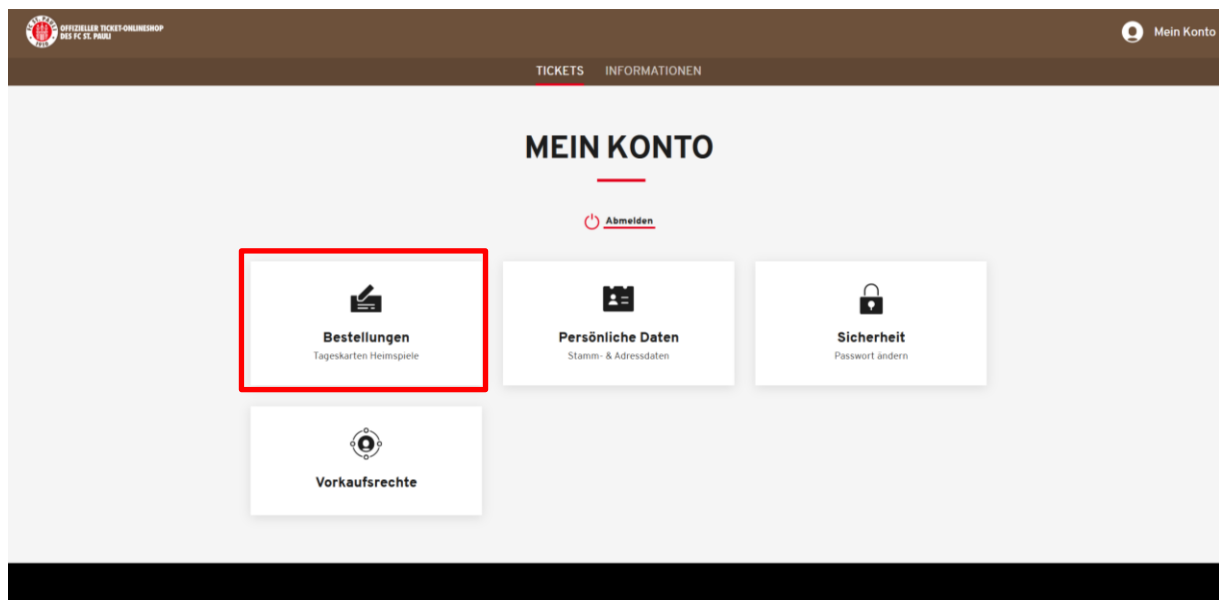 OFFIZIELLER TICKET-ONLINESHOP
DES FC ST. PAULI
Mein Konto
TICKETS INFORMATIONEN
MEIN KONTO
Abmelden
Bestellungen
Tageskarten Heimspiele
Persönliche Daten
Stamm- & Adressdaten
Sicherheit
Passwort ändern
Vorkaufsrechte